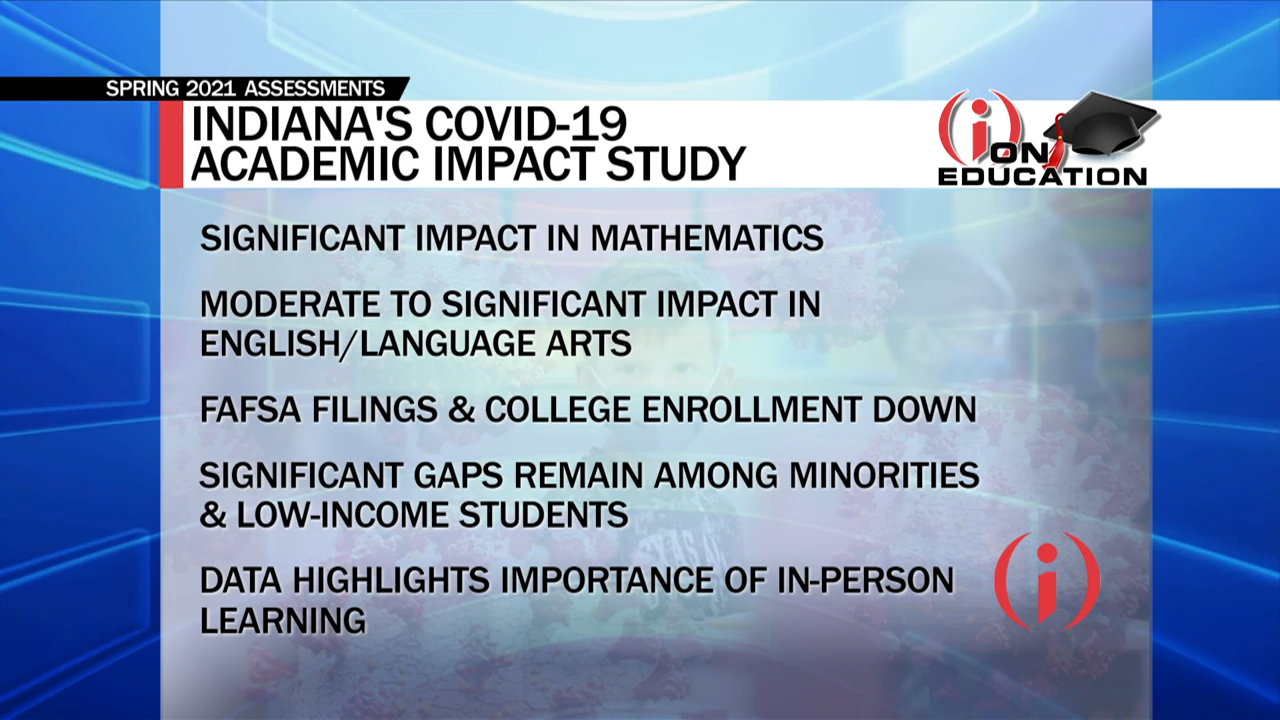 SPRING 2021 ASSESSMENTS
INDIANA'S COVID-19
ACADEMIC IMPACT STUDY
i ON
EDUCATION
SIGNIFICANT IMPACT IN MATHEMATICS
MODERATE TO SIGNIFICANT IMPACT IN
ENGLISH/LANGUAGE ARTS
FAFSA FILINGS & COLLEGE ENROLLMENT DOWN
SIGNIFICANT GAPS REMAIN AMONG MINORITIES
& LOW-INCOME STUDENTS
DATA HIGHLIGHTS IMPORTANCE OF IN-PERSON
LEARNING
(i)